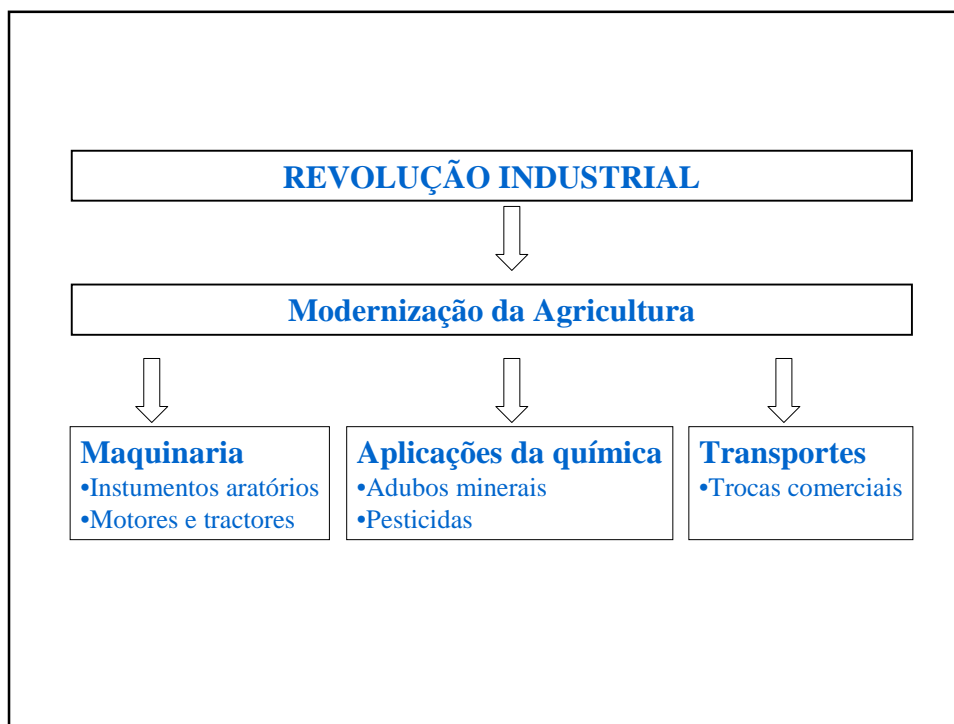 REVOLUÇÃO INDUSTRIAL
Modernização da Agricultura
Maquinaria
•Instumentos aratórios
•Motores e tractores
Aplicações da química
•Adubos minerais
•Pesticidas
Transportes
•Trocas comerciais